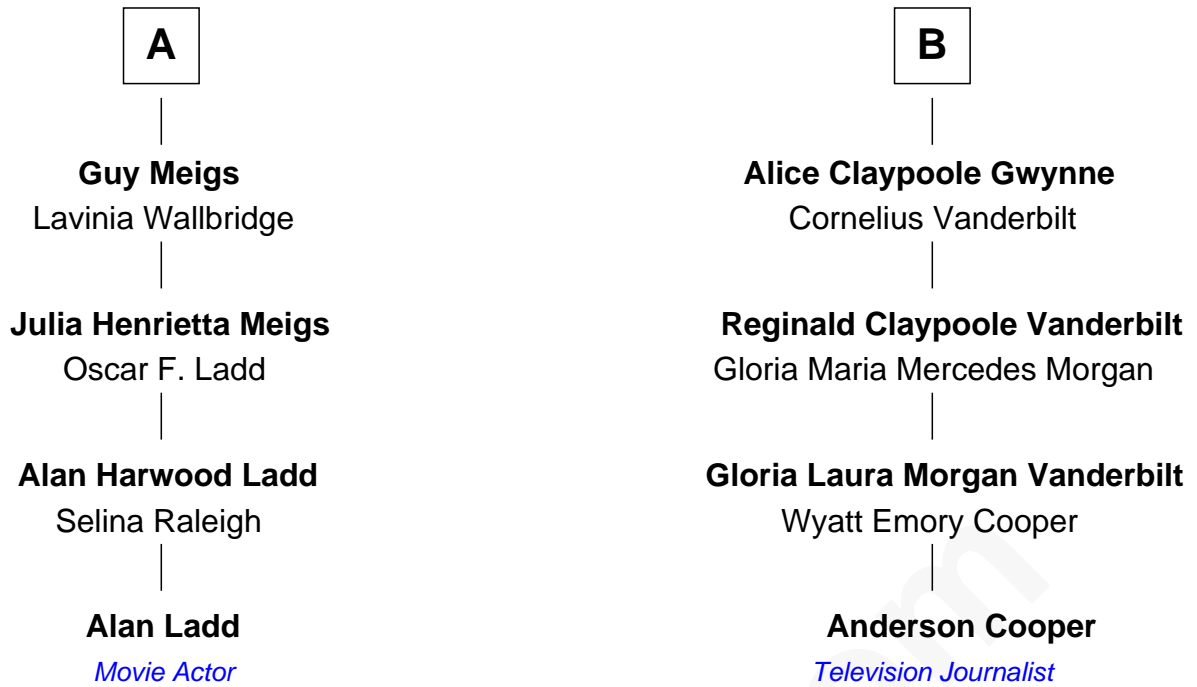 A
Guy Meigs
Lavinia Wallbridge
Julia Henrietta Meigs
Oscar F. Ladd
Alan Harwood Ladd
Selina Raleigh
Alan Ladd
Movie Actor
B
Alice Claypoole Gwynne
Cornelius Vanderbilt
Reginald Claypoole Vanderbilt
Gloria Maria Mercedes Morgan
Gloria Laura Morgan Vanderbilt
Wyatt Emory Cooper
Anderson Cooper
Television Journalist